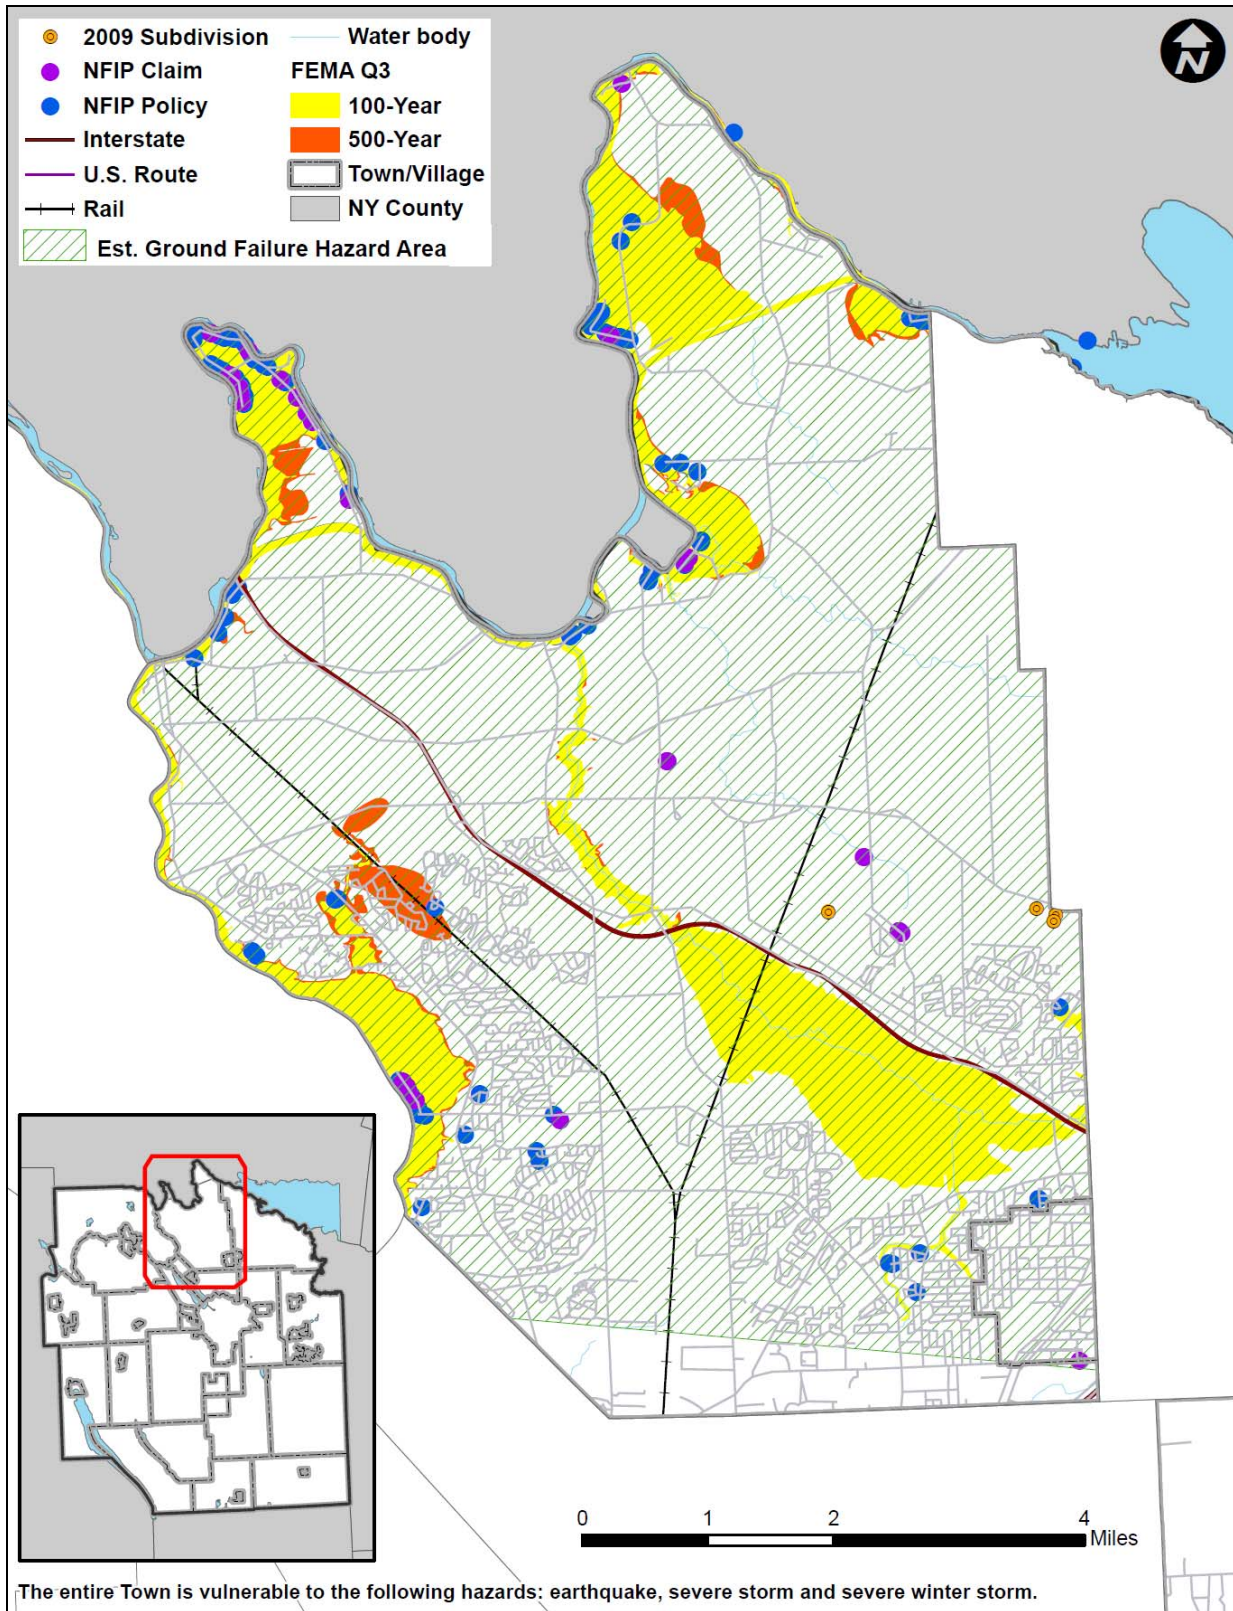 N
2009 Subdivision
Water body
NFIP Claim
FEMA Q3
NFIP Policy
100-Year
Interstate
500-Year
U.S. Route
Town/Village
Rail
NY County
Est. Ground Failure Hazard Area
0 1 2 4
Miles
The entire Town is vulnerable to the following hazards: earthquake, severe storm and severe winter storm.